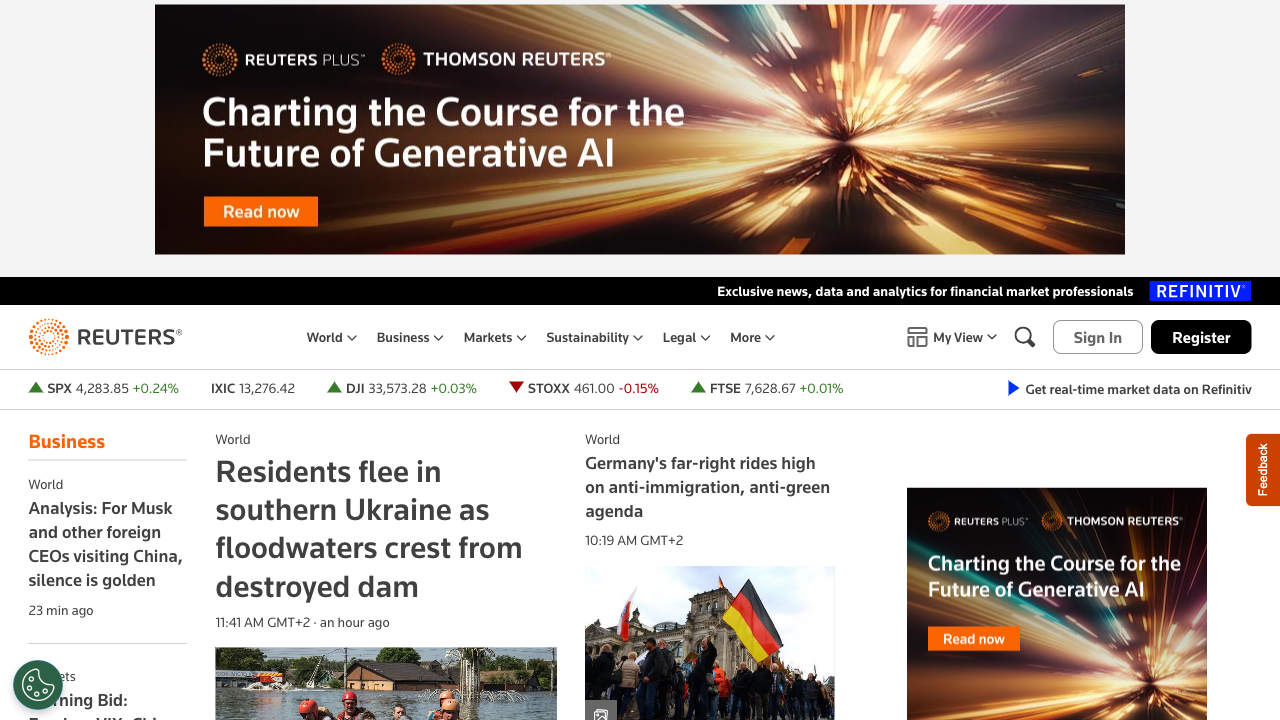 REUTERS PLUS™ THOMSON REUTERS®
Charting the Course for the
Future of Generative AI
Read now
Exclusive news, data and analytics for financial market professionals REFINITIV®
REUTERS® World Business Markets Sustainability Legal More My View Sign In Register
SPX 4,283.85 +0.24% IXIC 13,276.42 DJI 33,573.28 +0.03% STOXX 461.00 -0.15% FTSE 7,628.67 +0.01% Get real-time market data on Refinitiv
Business
World
Analysis: For Musk
and other foreign
CEOs visiting China,
silence is golden
23 min ago
ets
ning Bid:
World
Residents flee in
southern Ukraine as
floodwaters crest from
destroyed dam
11:41 AM GMT+2 · an hour ago
World
Germany's far-right rides high
on anti-immigration, anti-green
agenda
10:19 AM GMT+2
Feedback
REUTERS PLUS™ THOMSON REUTERS®
Charting the Course for the
Future of Generative AI
Read now